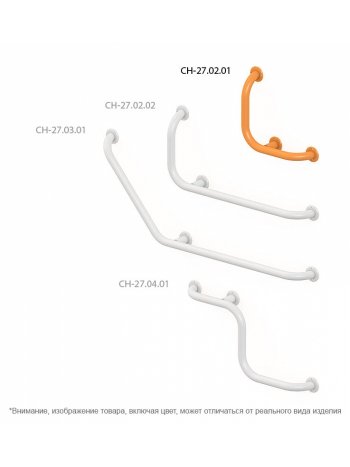 CH-27.02.01
CH-27.02.02
CH-27.03.01
CH-27.04.01
*Внимание, изображение товара, включая цвет, может отличаться от реального вида изделия